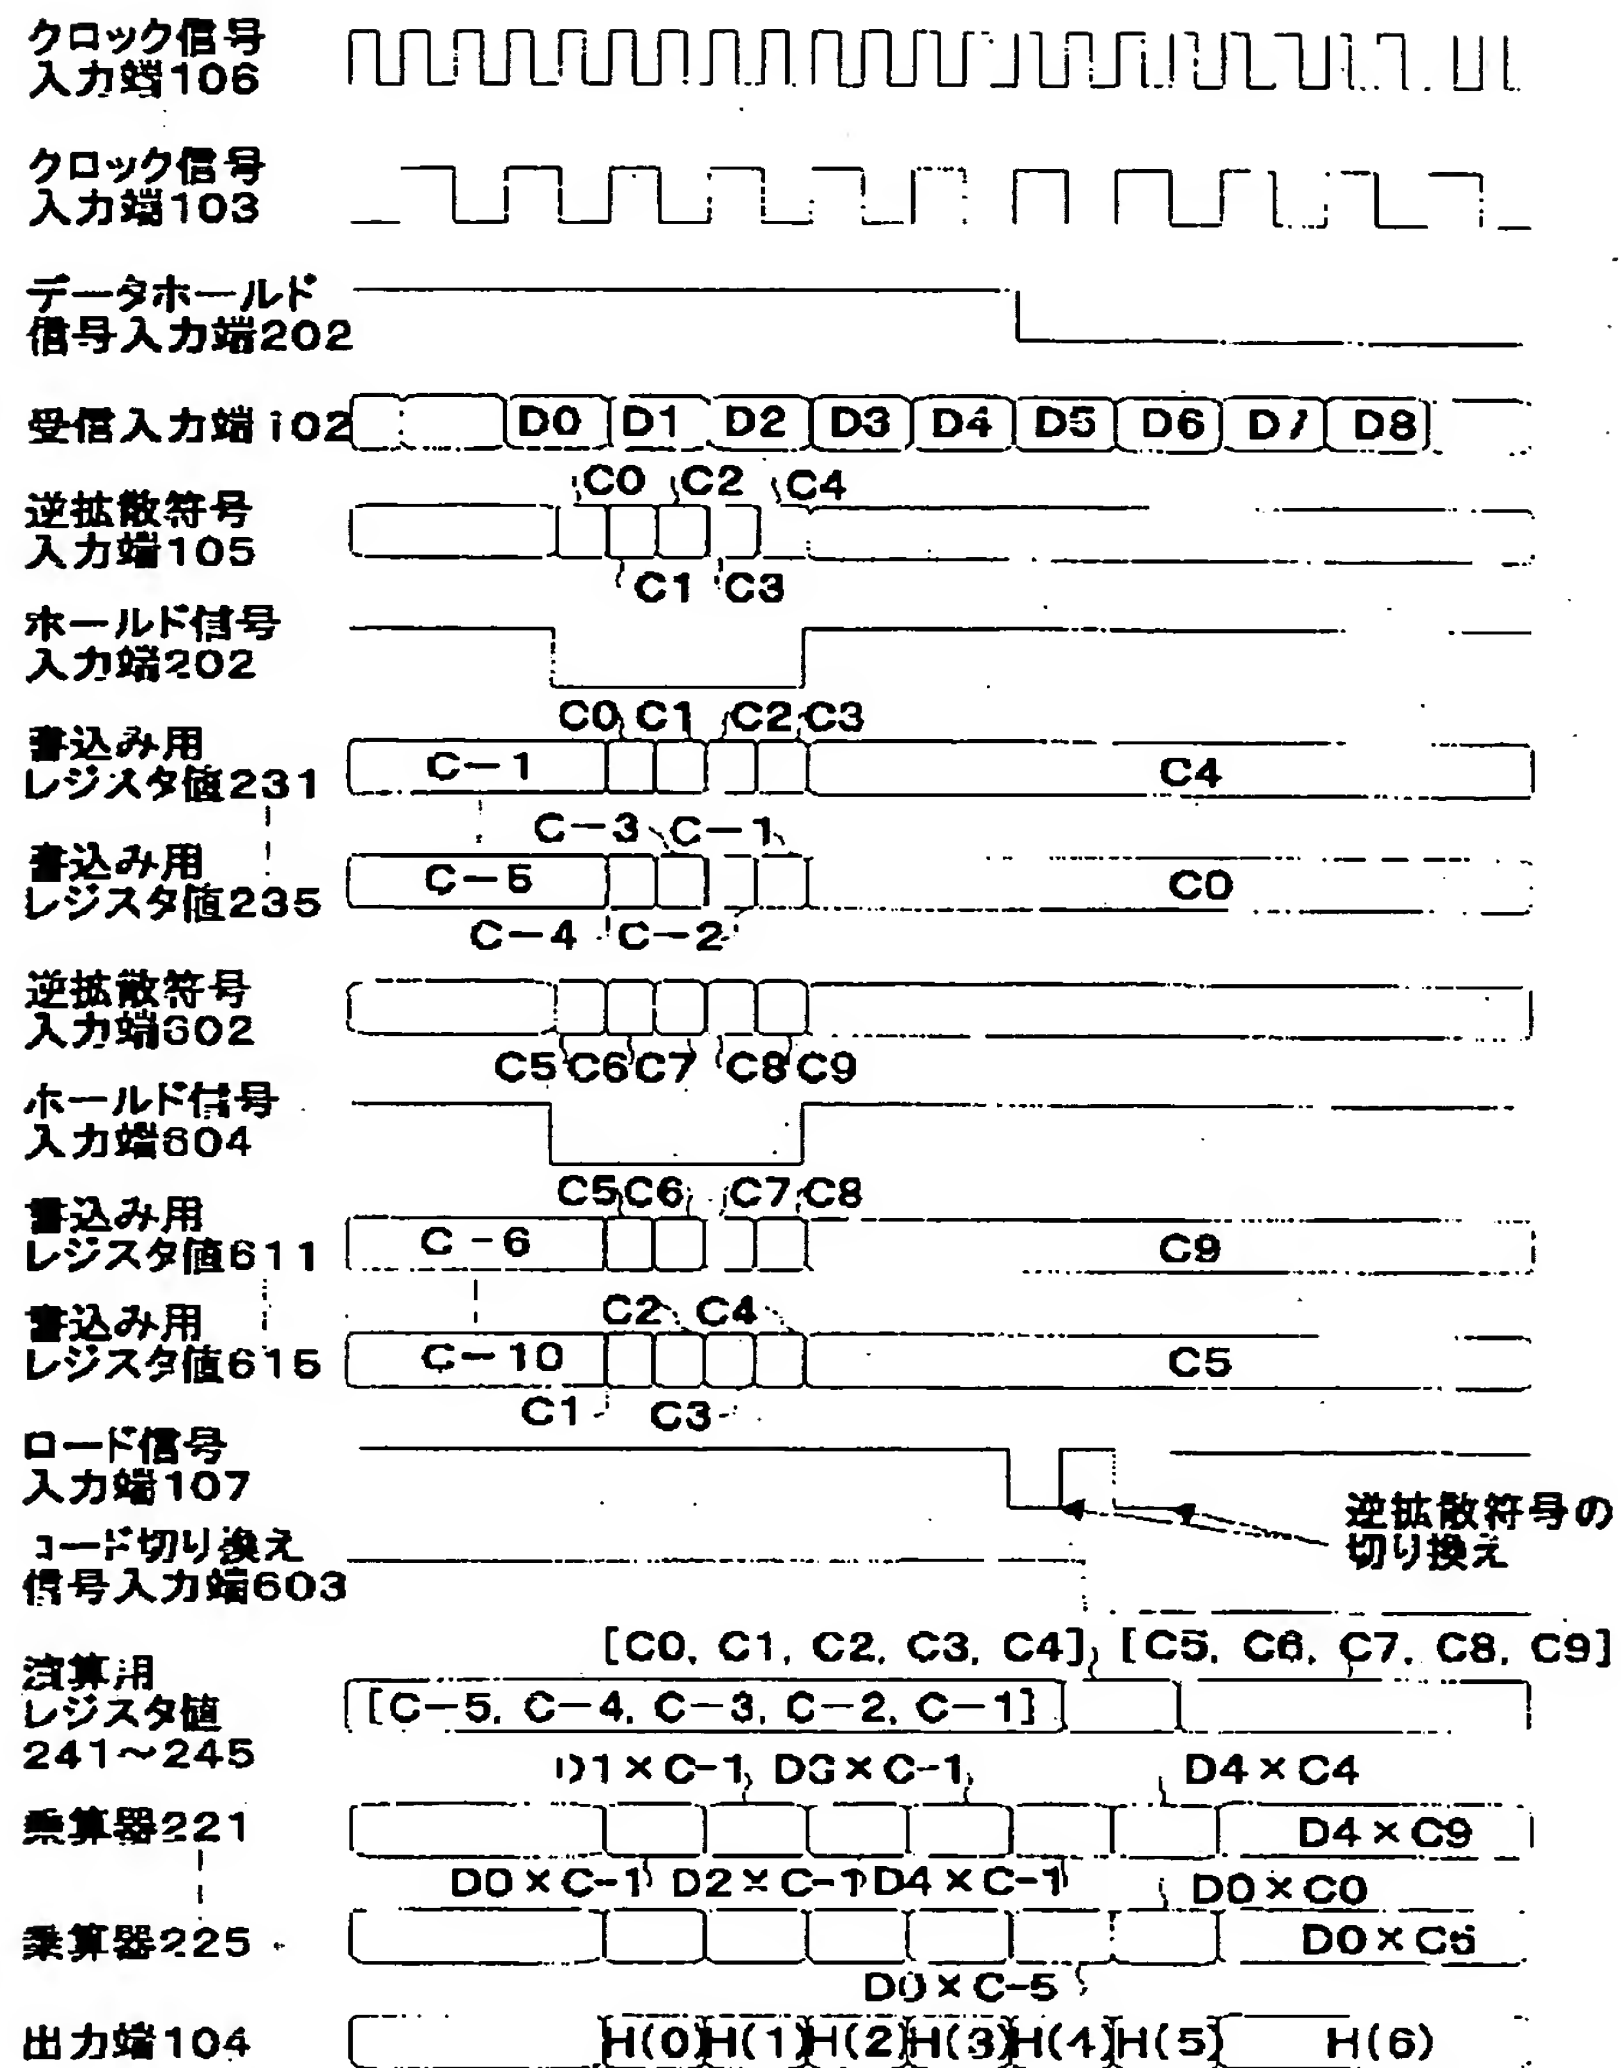 クロック信号
入力端106
クロック信号
入力端103
データホールド
信号入力端202
受信入力端102
D0 D1 D2 D3 D4 D5 D6 D7 D8
C0 C2 C4
逆拡散符号
入力端105
C1 C3
ホールド信号
入力端202
C0 C1 C2 C3
書込み用
レジスタ値231
C-1
C4
C-3 C-1
書込み用
レジスタ値235
C-5
C0
C-4 C-2
逆拡散符号
入力端602
C5 C6 C7 C8 C9
ホールド信号
入力端604
C5 C6 C7 C8
書込み用
レジスタ値611
C-6
C9
C2 C4
書込み用
レジスタ値615
C-10
C5
C1 C3
ロード信号
入力端107
逆拡散符号の
切り換え
コード切り換え
信号入力端603
[C0, C1, C2, C3, C4] [C5, C6, C7, C8, C9]
演算用
レジスタ値
241~245
[C-5, C-4, C-3, C-2, C-1]
D1×C-1 D3×C-1 D4×C4
乗算器221
D4×C9
D0×C-1 D2×C-1 D4×C-1 D0×C0
乗算器225
D0×C5
D0×C-5
出力端104
H(0) H(1) H(2) H(3) H(4) H(5) H(6)